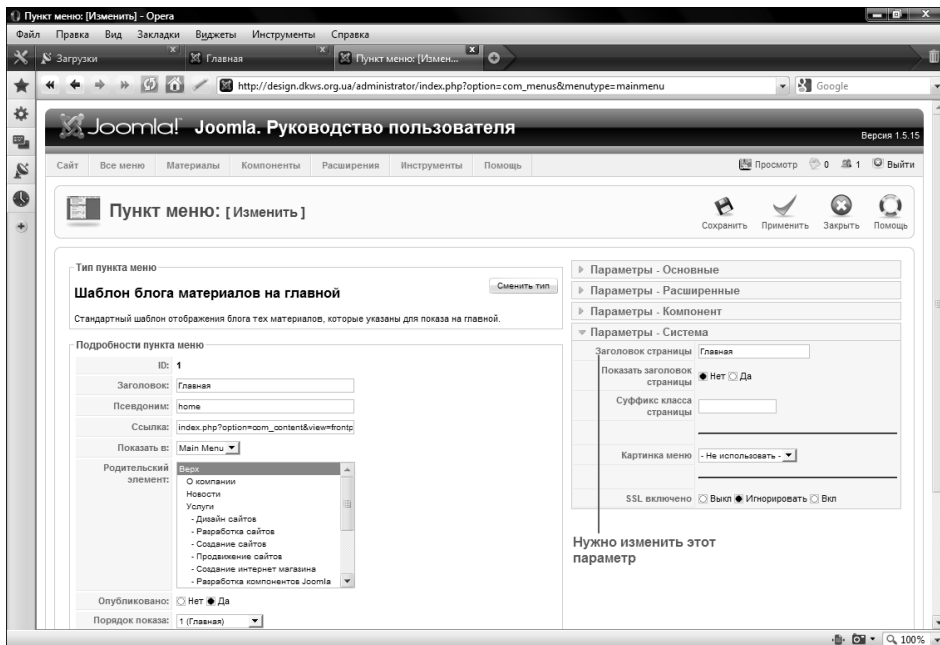 Пункт меню: [Изменить] - Opera
Файл Правка Вид Закладки Виджеты Инструменты Справка
Загрузки Главная Пункт меню: [Измен...
http://design.dkws.org.ua/administrator/index.php?option=com_menus&menutype=mainmenu Google
Joomla! Joomla. Руководство пользователя
Версия 1.5.15
Сайт Все меню Материалы Компоненты Расширения Инструменты Помощь Просмотр 0 1 Выйти
Пункт меню: [Изменить]
Сохранить Применить Закрыть Помощь
Тип пункта меню
Шаблон блога материалов на главной
Сменить тип
Стандартный шаблон отображения блога тех материалов, которые указаны для показа на главной.
Подробности пункта меню
ID: 1
Заголовок: Главная
Псевдоним: home
Ссылка: index.php?option=com_content&view=frontp
Показать в: Main Menu
Родительский элемент:
Верх
О компании
Новости
Услуги
- Дизайн сайтов
- Разработка сайтов
- Создание сайтов
- Продвижение сайтов
- Создание интернет магазина
- Разработка компонентов Joomla
Опубликовано: Нет Да
Порядок показа: 1 (Главная)
Параметры - Основные
Параметры - Расширенные
Параметры - Компонент
Параметры - Система
Заголовок страницы Главная
Показать заголовок страницы Нет Да
Суффикс класса страницы
Картинка меню - Не использовать -
SSL включено Выкл Игнорировать Вкл
Нужно изменить этот
параметр
100%